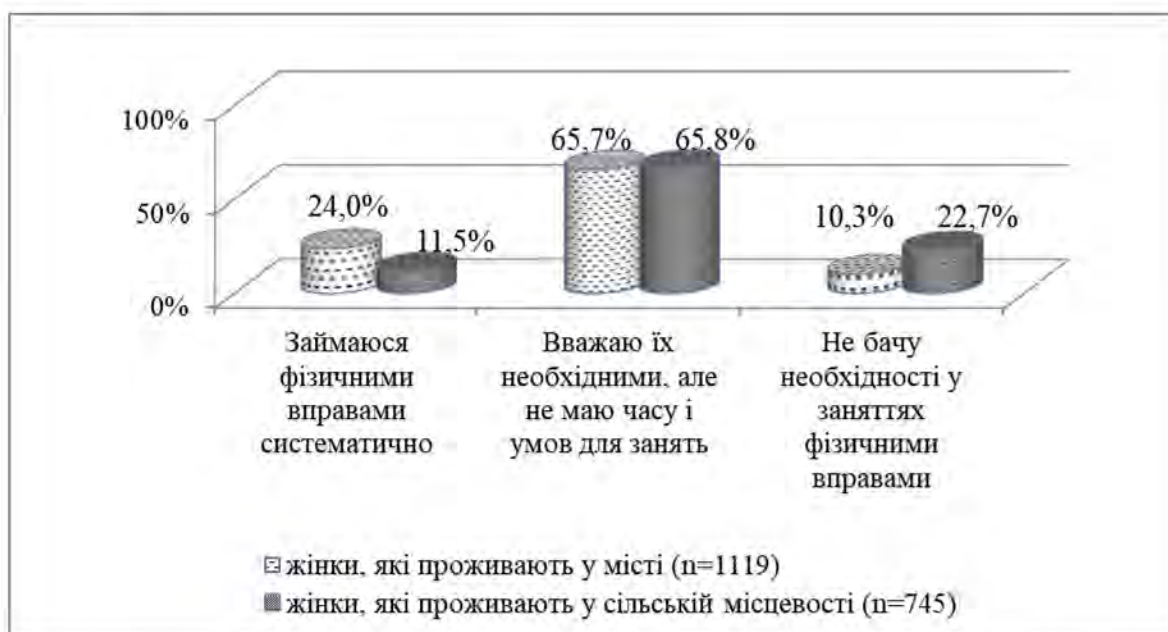 100%
50%
0%
24,0%
11,5%
65,7%
65,8%
10,3%
22,7%
Займаюся
фізичними
вправами
систематично
Вважаю їх
необхідними, але
не маю часу і
умов для занять
Не бачу
необхідності у
заняттях
фізичними
вправами
жінки, які проживають у місті (n=1119)
жінки, які проживають у сільській місцевості (n=745)